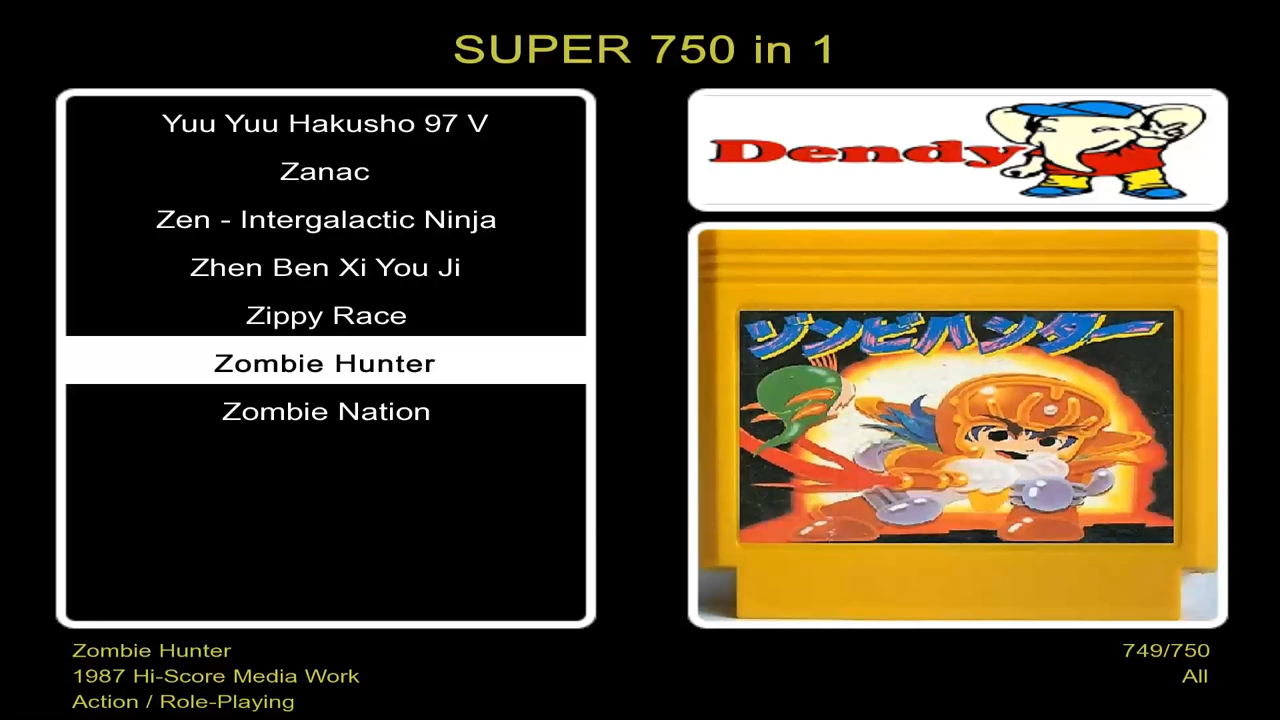 SUPER 750 in 1
Yuu Yuu Hakusho 97 V
Zanac
Zen - Intergalactic Ninja
Zhen Ben Xi You Ji
Zippy Race
Zombie Hunter
Zombie Nation
Dendy
ゾンビハンター
Zombie Hunter
1987 Hi-Score Media Work
Action / Role-Playing
749/750
All